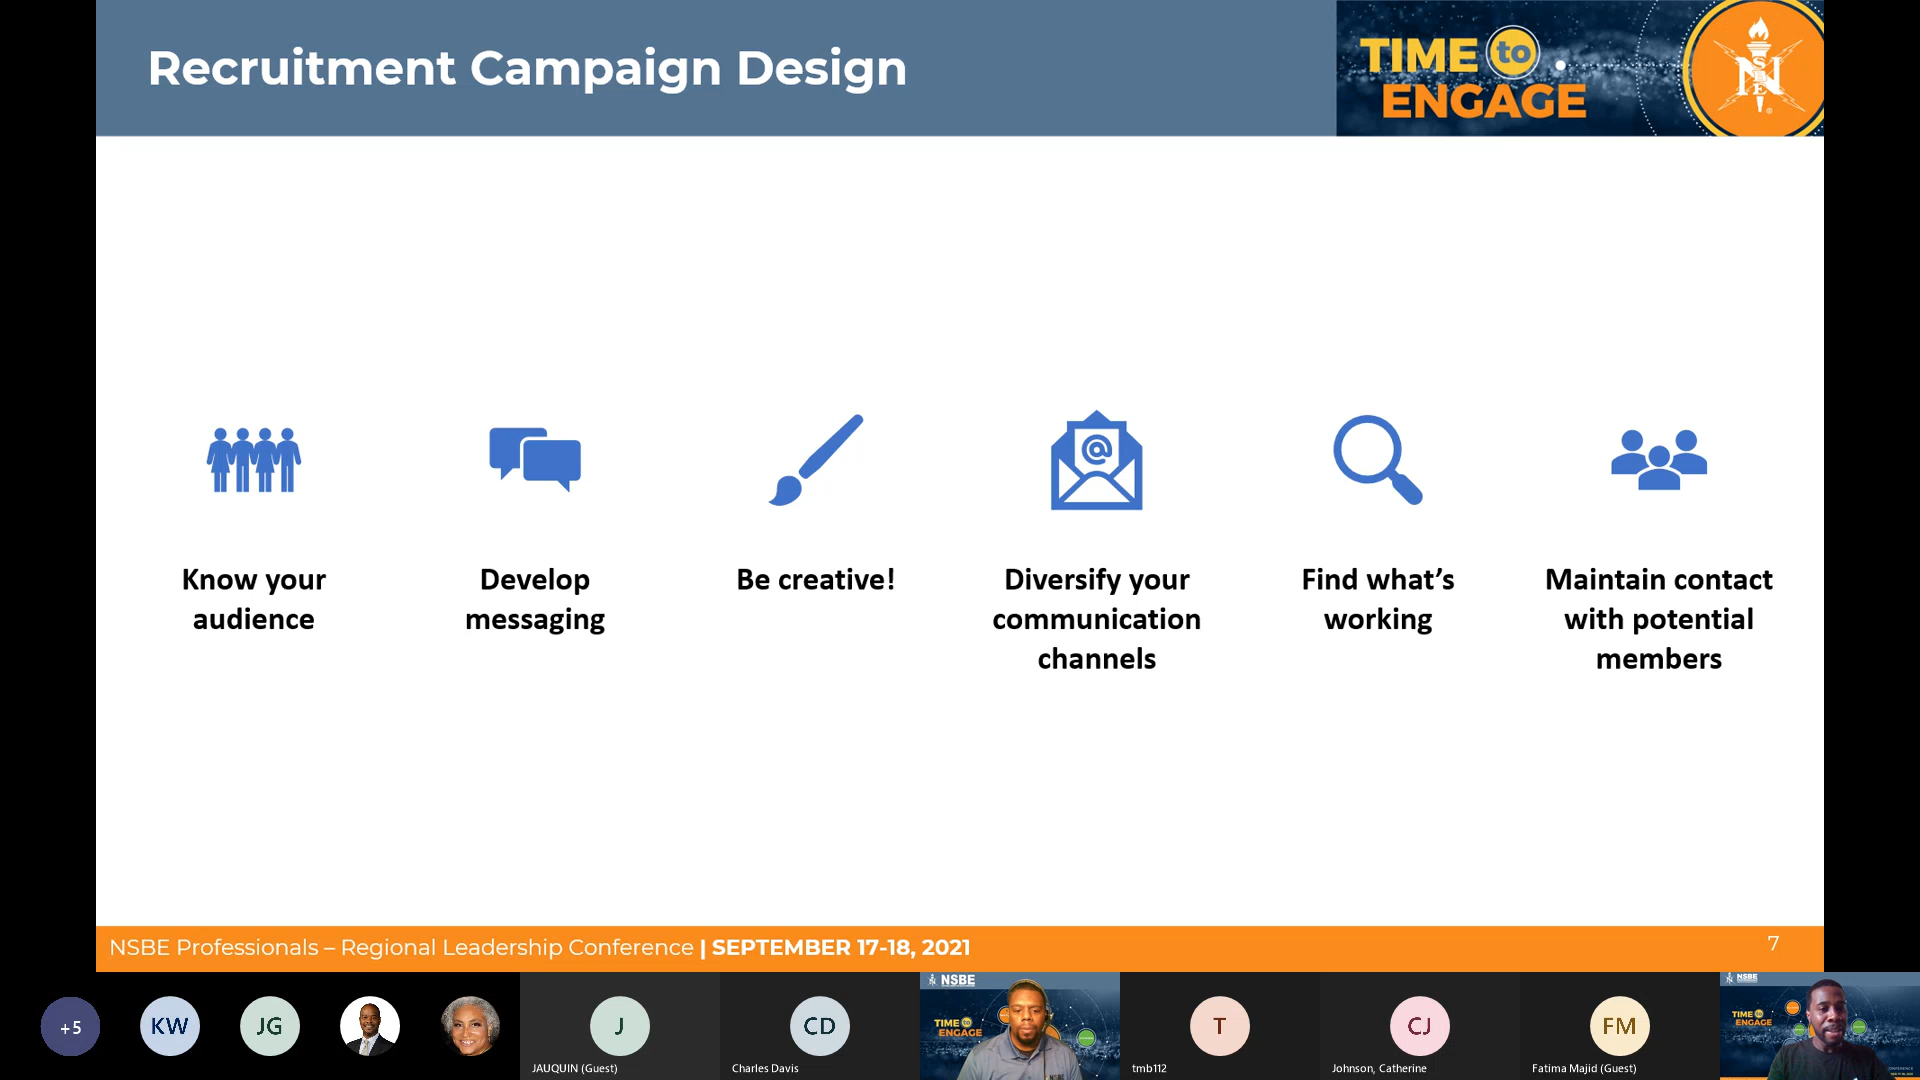 Recruitment Campaign Design
TIME to
ENGAGE
NSBE
Know your
audience
Develop
messaging
Be creative!
Diversify your
communication
channels
Find what's
working
Maintain contact
with potential
members
NSBE Professionals – Regional Leadership Conference | SEPTEMBER 17-18, 2021
7
+5
KW
JG
J
JAUQUIN (Guest)
CD
Charles Davis
NSBE
TIME to
ENGAGE
T
tmb112
CJ
Johnson, Catherine
FM
Fatima Majid (Guest)
NSBE
TIME to
ENGAGE